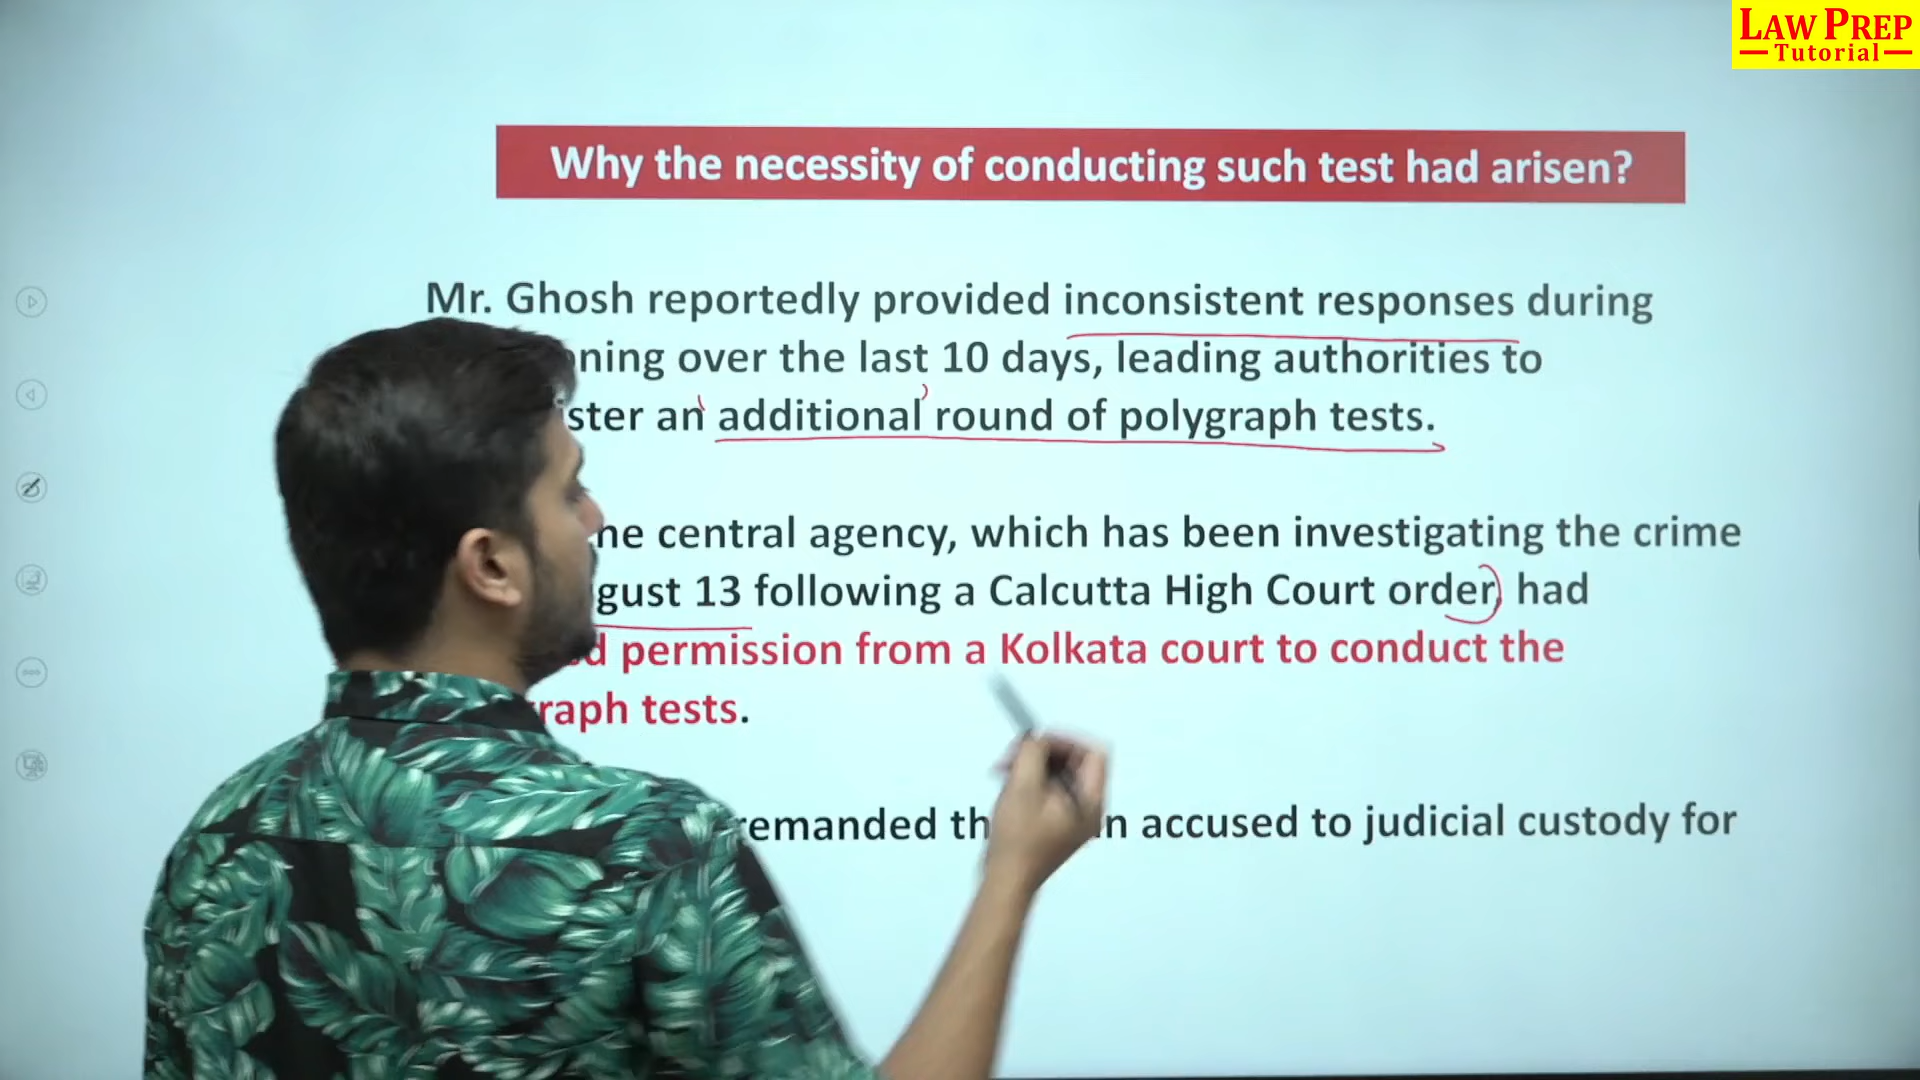 LAW PREP
Tutorial
Why the necessity of conducting such test had arisen?
Mr. Ghosh reportedly provided inconsistent responses during
ning over the last 10 days, leading authorities to
ster an additional round of polygraph tests.
he central agency, which has been investigating the crime
gust 13 following a Calcutta High Court order, had
d permission from a Kolkata court to conduct the
raph tests.
remanded th n accused to judicial custody for